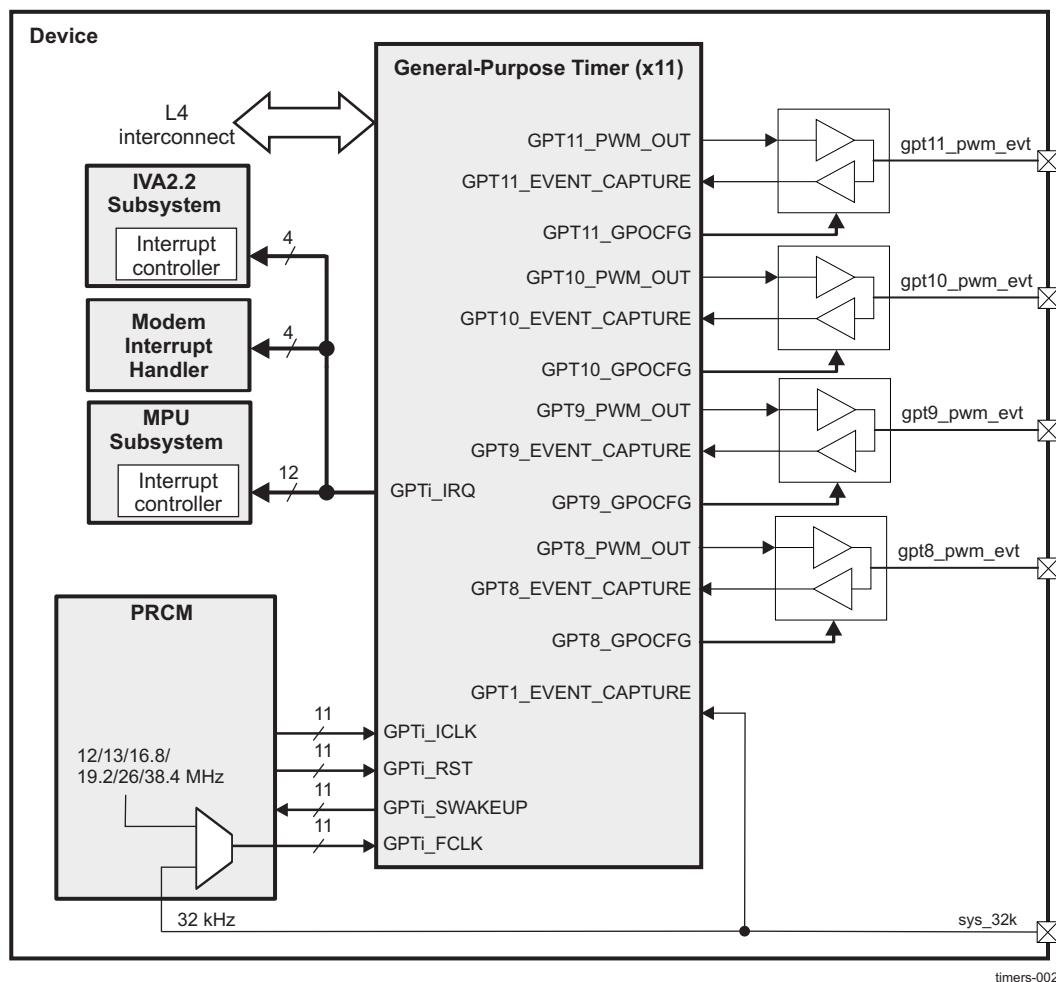 Device
General-Purpose Timer (x11)
L4
interconnect
IVA2.2
Subsystem
Interrupt
controller
4
Modem
Interrupt
Handler
4
MPU
Subsystem
Interrupt
controller
12
GPTi_IRQ
GPT11_PWM_OUT
GPT11_EVENT_CAPTURE
GPT11_GPOCFG
gpt11_pwm_evt
GPT10_PWM_OUT
GPT10_EVENT_CAPTURE
GPT10_GPOCFG
gpt10_pwm_evt
GPT9_PWM_OUT
GPT9_EVENT_CAPTURE
GPT9_GPOCFG
gpt9_pwm_evt
GPT8_PWM_OUT
GPT8_EVENT_CAPTURE
GPT8_GPOCFG
gpt8_pwm_evt
GPT1_EVENT_CAPTURE
PRCM
12/13/16.8/
19.2/26/38.4 MHz
11
GPTi_ICLK
11
GPTi_RST
11
GPTi_SWAKEUP
11
GPTi_FCLK
32 kHz
sys_32k
timers-002